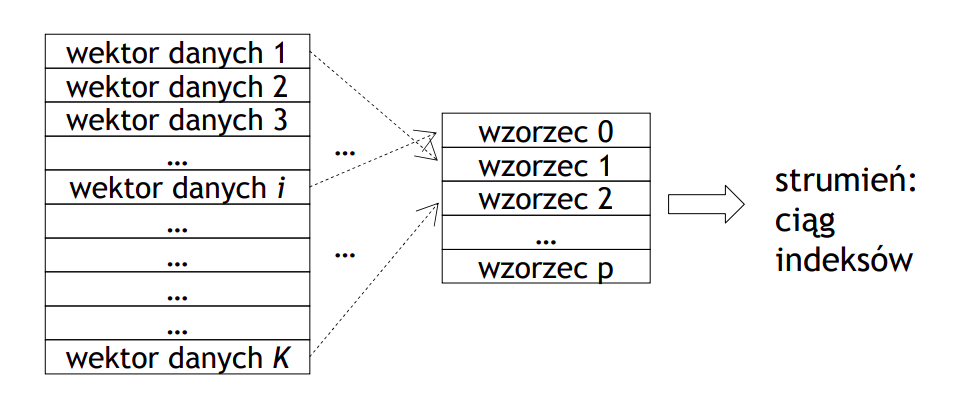 wektor danych 1
wektor danych 2
wektor danych 3
...
wektor danych i
...
...
...
...
wektor danych K
...
...
wzorzec 0
wzorzec 1
wzorzec 2
...
wzorzec p
strumień:
ciąg
indeksów